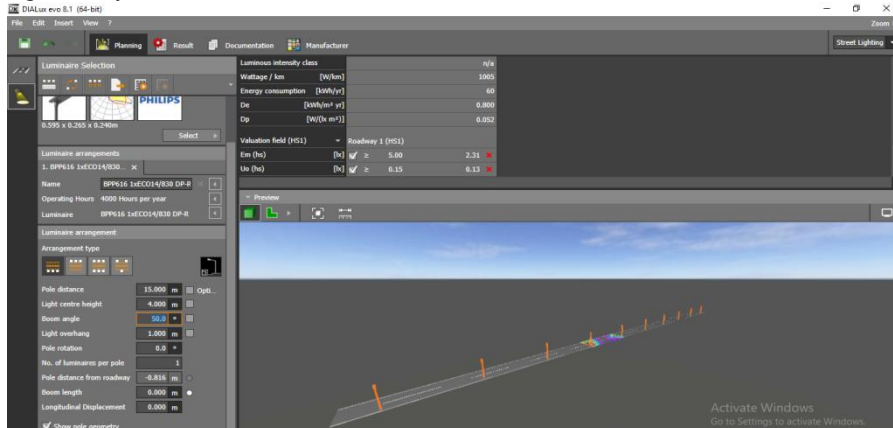 DIALux evo 8.1 (64-bit)
File Edit Insert View ?
Zoom
Planning Result Documentation Manufacturer
Street Lighting
Luminaire Selection
PHILIPS
0.595 x 0.265 x 0.240m
Select
Luminaire arrangements
1. BPP616 1xECO14/830... x
Name BPP616 1xECO14/830 DP-R
Operating Hours 4000 Hours per year
Luminaire BPP616 1xECO14/830 DP-R
Luminaire arrangement
Arrangement type
Pole distance 15.000 m Opti...
Light centre height 4.000 m
Boom angle 50.0 °
Light overhang 1.000 m
Pole rotation 0.0 °
No. of luminaires per pole 1
Pole distance from roadway -0.816 m
Boom length 0.000 m
Longitudinal Displacement 0.000 m
Show pole geometry
Luminous intensity class n/a
Wattage / km [W/km] 1005
Energy consumption [kWh/yr] 60
De [kWh/m² yr] 0.800
Dp [W/(lx m²)] 0.052
Valuation field (HS1) Roadway 1 (HS1)
Em (hs) [lx] ≥ 5.00 2.31
Uo (hs) [lx] ≥ 0.15 0.13
Preview
Activate Windows
Go to Settings to activate Windows.